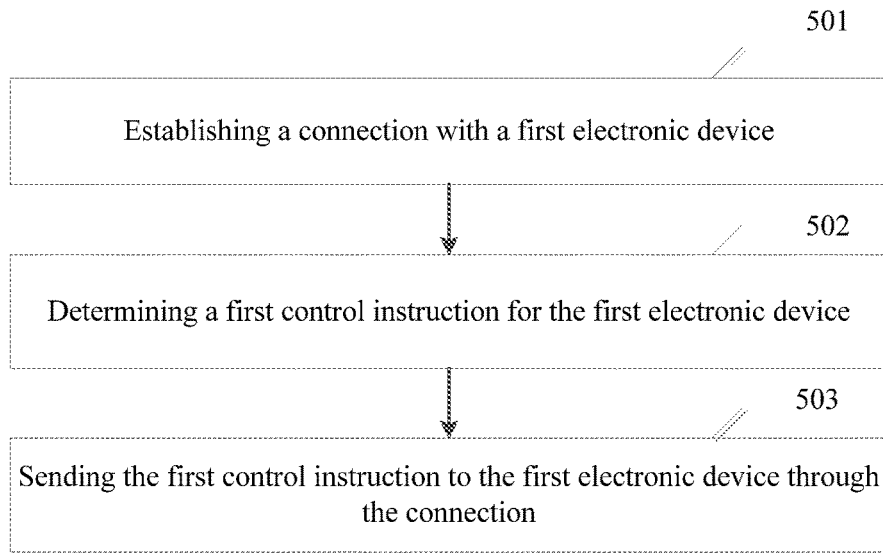 501
Establishing a connection with a first electronic device
502
Determining a first control instruction for the first electronic device
503
Sending the first control instruction to the first electronic device through
the connection